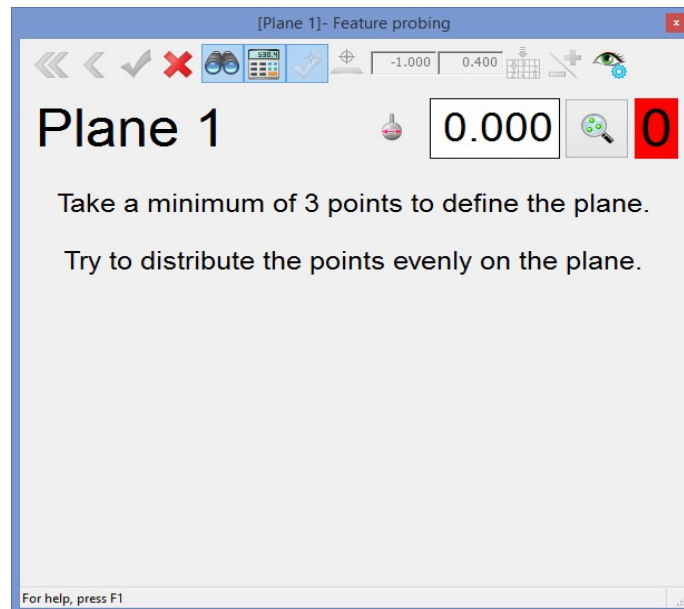 [Plane 1]- Feature probing
x
530.4
-1.000 0.400
Plane 1 0.000 0
Take a minimum of 3 points to define the plane.
Try to distribute the points evenly on the plane.
For help, press F1